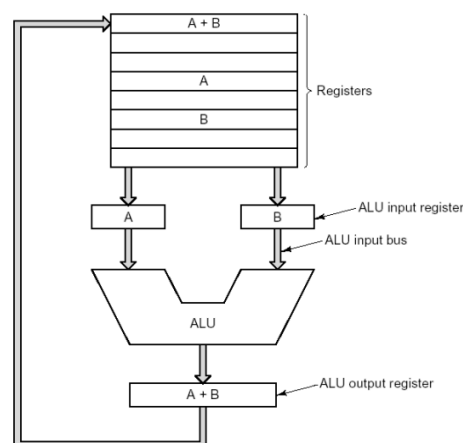 A + B
A
Registers
B
A
B
ALU input register
ALU input bus
ALU
ALU output register
A + B